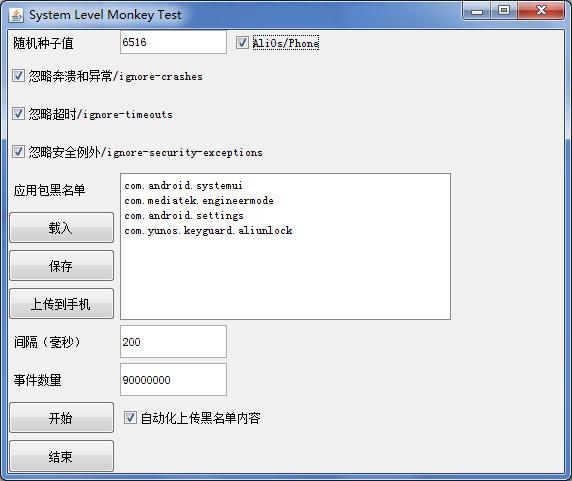 System Level Monkey Test
随机种子值 6516 AliOs/Phone
忽略奔溃和异常/ignore-crashes
忽略超时/ignore-timeouts
忽略安全例外/ignore-security-exceptions
应用包黑名单
com.android.systemui
com.mediatek.engineermode
com.android.settings
com.yunos.keyguard.aliunlock
载入
保存
上传到手机
间隔（毫秒） 200
事件数量 90000000
开始 自动化上传黑名单内容
结束